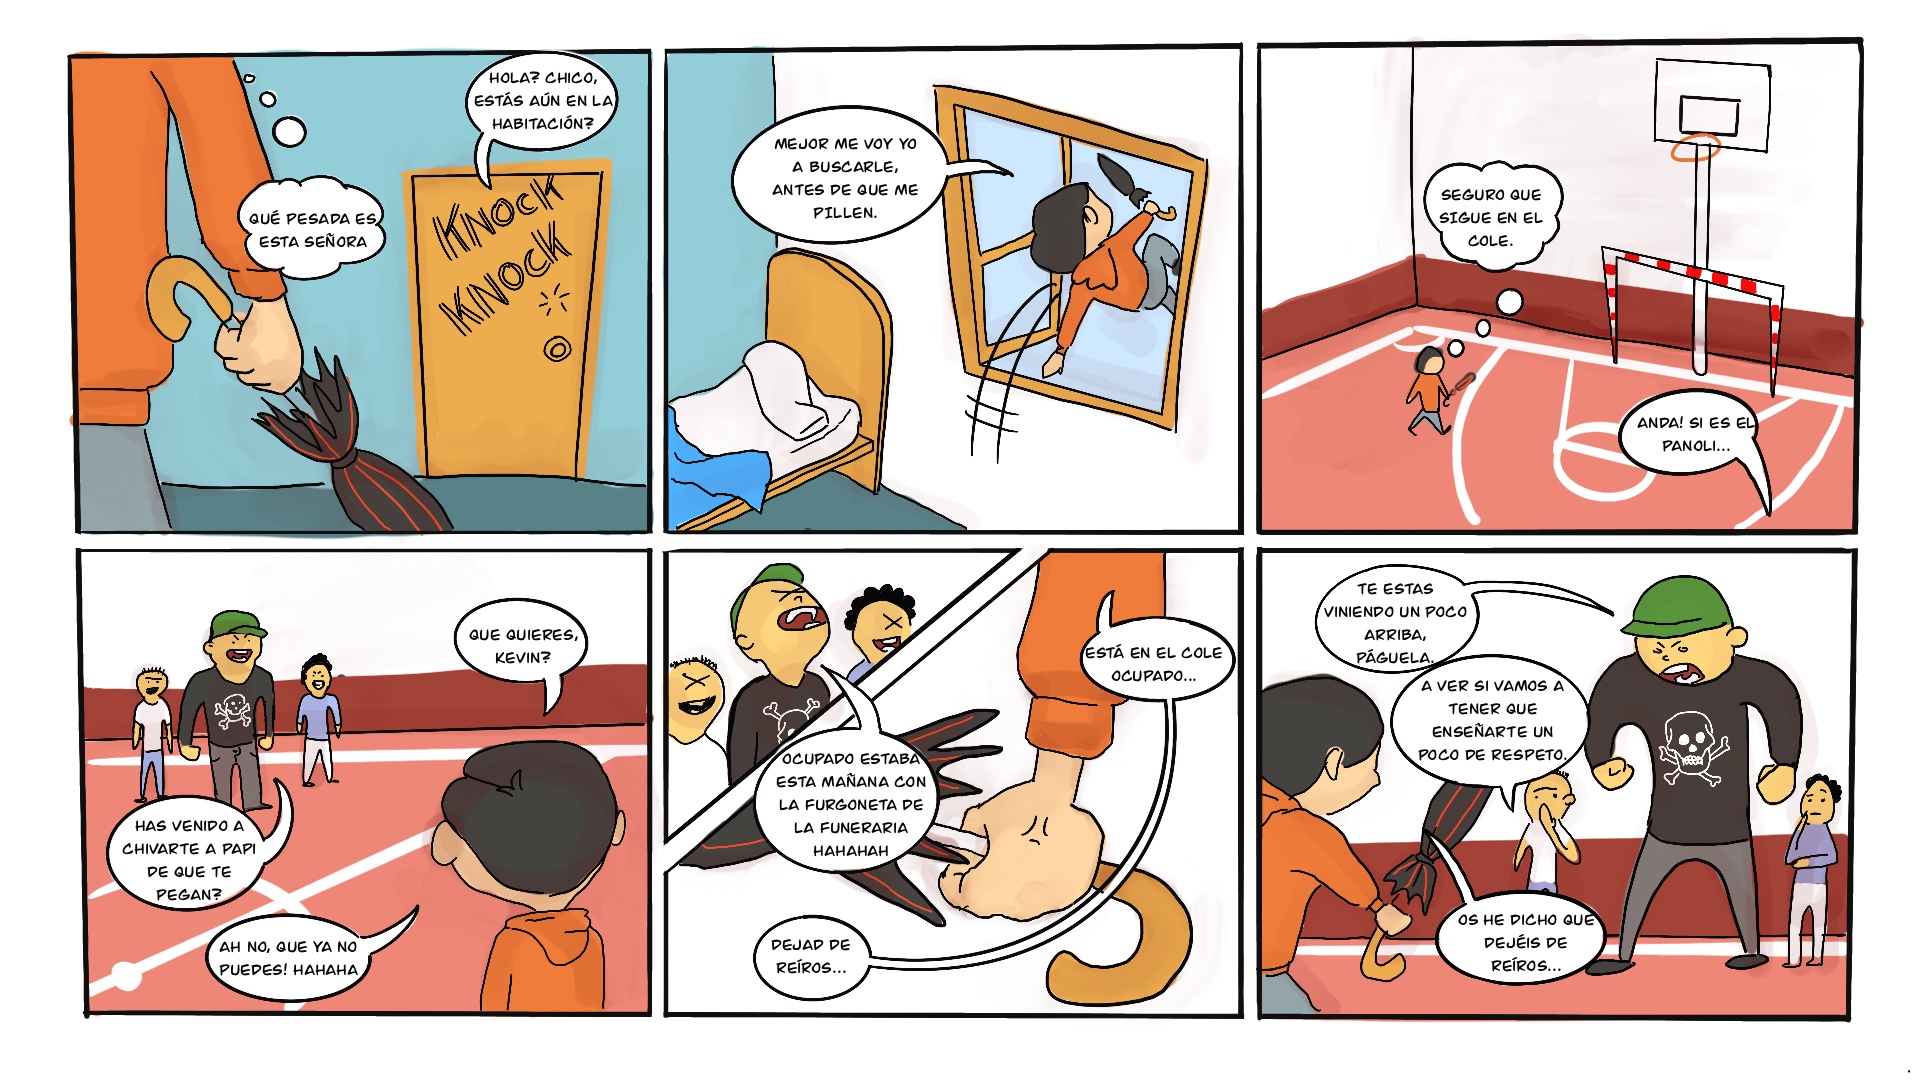 HOLA? CHICO,
ESTÁS AÚN EN LA
HABITACIÓN?
QUÉ PESADA ES
ESTA SEÑORA
KNOCK
KNOCK
MEJOR ME VOY YO
A BUSCARLE,
ANTES DE QUE ME
PILLEN.
SEGURO QUE
SIGUE EN EL
COLE.
ANDA! SI ES EL
PANOLI...
QUE QUIERES,
KEVIN?
HAS VENIDO A
CHIVARTE A PAPI
DE QUE TE
PEGAN?
AH NO, QUE YA NO
PUEDES! HAHAHA
ESTÁ EN EL COLE
OCUPADO...
OCUPADO ESTABA
ESTA MAÑANA CON
LA FURGONETA DE
LA FUNERARIA
HAHAHAH
DEJAD DE
REÍROS...
TE ESTAS
VINIENDO UN POCO
ARRIBA,
PÁGUELA.
A VER SI VAMOS A
TENER QUE
ENSEÑARTE UN
POCO DE RESPETO.
OS HE DICHO QUE
DEJÉIS DE
REÍROS...